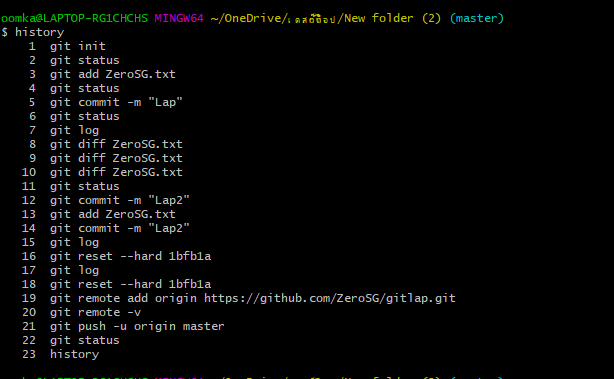 oomka@LAPTOP-RG1CHCHS MINGW64 ~/OneDrive/เดสก์ท็อป/New folder (2) (master)
$ history
1 git init
2 git status
3 git add ZeroSG.txt
4 git status
5 git commit -m "Lap"
6 git status
7 git log
8 git diff ZeroSG.txt
9 git diff ZeroSG.txt
10 git diff ZeroSG.txt
11 git status
12 git commit -m "Lap2"
13 git add ZeroSG.txt
14 git commit -m "Lap2"
15 git log
16 git reset --hard 1bfb1a
17 git log
18 git reset --hard 1bfb1a
19 git remote add origin https://github.com/ZeroSG/gitlap.git
20 git remote -v
21 git push -u origin master
22 git status
23 history